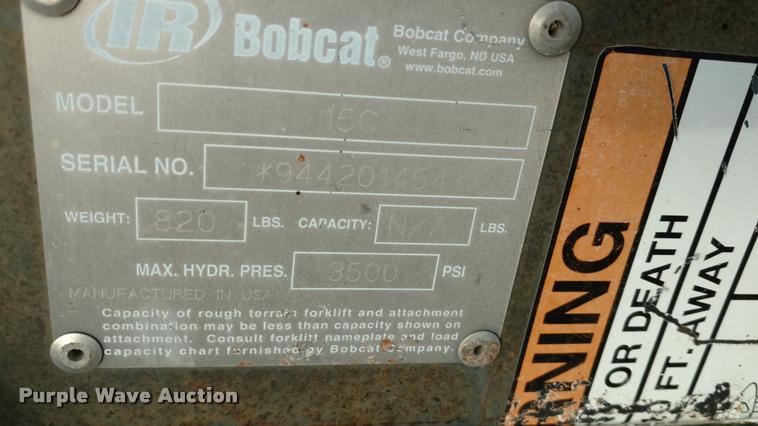 IR Bobcat®
Bobcat Company
West Fargo, ND USA
www.bobcat.com
MODEL 15C
SERIAL NO. *944201454*
WEIGHT: 820 LBS. CAPACITY: N/A LBS.
MAX. HYDR. PRES. 3500 PSI
MANUFACTURED IN USA
Capacity of rough terrain forklift and attachment
combination may be less than capacity shown on
attachment. Consult forklift nameplate and load
capacity chart furnished by Bobcat Company.
NING
OR DEATH
FT. AWAY
Purple Wave Auction